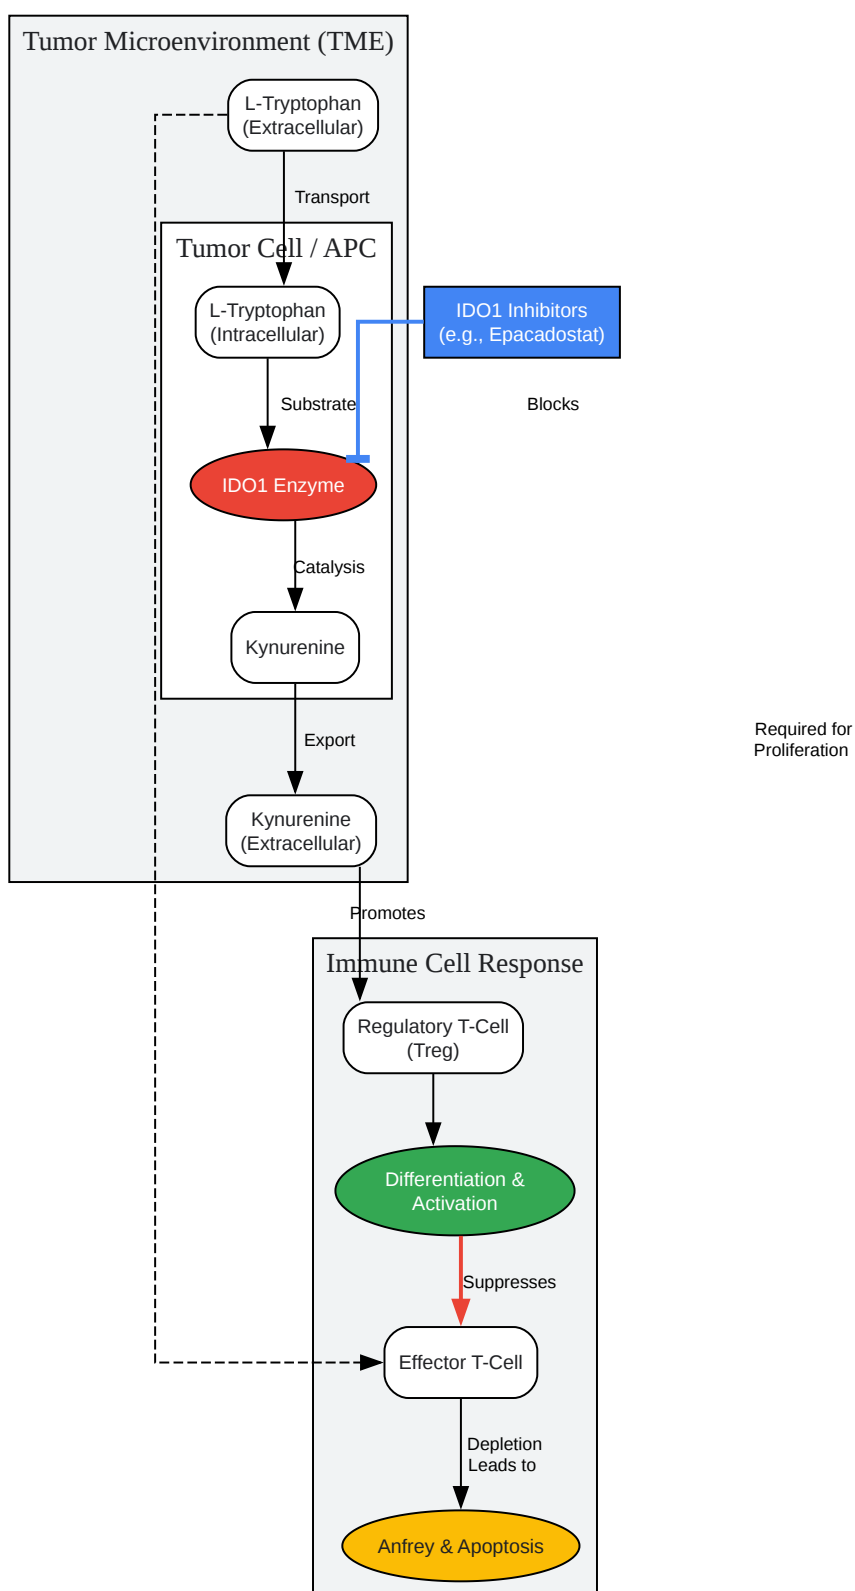 Tumor Microenvironment (TME)
L-Tryptophan
(Extracellular)
Transport
Tumor Cell / APC
L-Tryptophan
(Intracellular)
IDO1 Inhibitors
(e.g., Epacadostat)
Substrate
Blocks
IDO1 Enzyme
Catalysis
Kynurenine
Export
Required for
Proliferation
Kynurenine
(Extracellular)
Promotes
Immune Cell Response
Regulatory T-Cell
(Treg)
Differentiation &
Activation
Suppresses
Effector T-Cell
Depletion
Leads to
Anfrey & Apoptosis